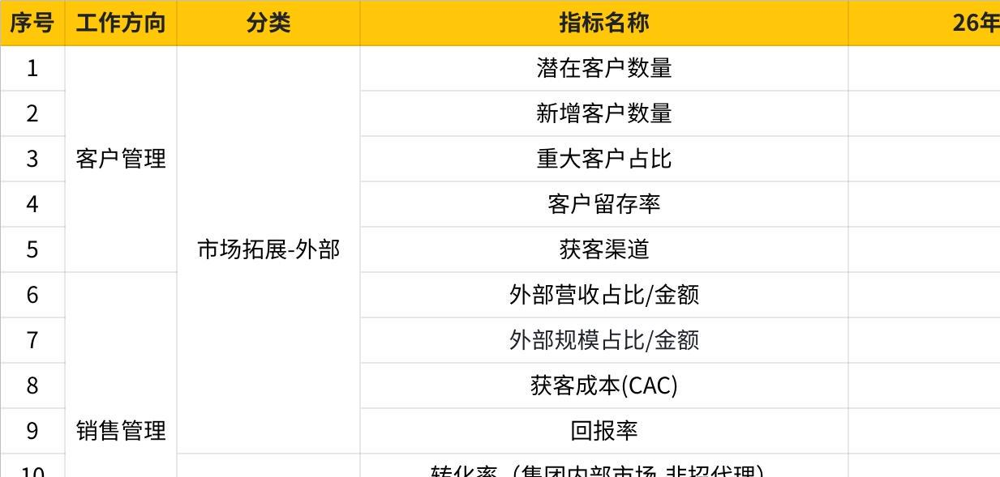 序号 工作方向 分类 指标名称 26年
1 潜在客户数量
2 新增客户数量
3 客户管理 重大客户占比
4 客户留存率
5 市场拓展-外部 获客渠道
6 外部营收占比/金额
7 外部规模占比/金额
8 获客成本(CAC)
9 销售管理 回报率
10 转化率（集团内部市场-非招代理）